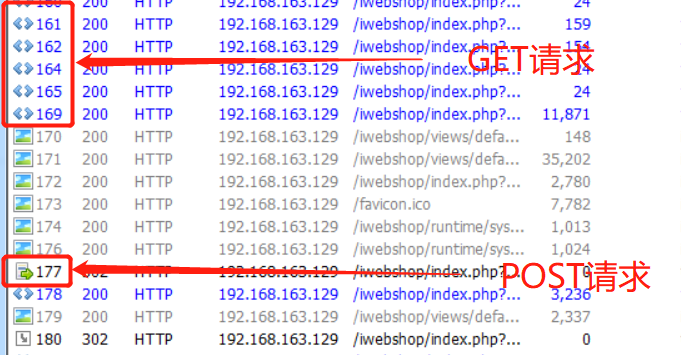 160 200 HTTP 192.168.163.129 /iwebshop/index.php?... 24
161 200 HTTP 192.168.163.129 /iwebshop/index.php?... 159
162 200 HTTP 192.168.163.129 /iwebshop/index.php?... 154
GET请求
164 200 HTTP 192.168.163.129 /iwebshop/index.php?... 24
165 200 HTTP 192.168.163.129 /iwebshop/index.php?... 24
169 200 HTTP 192.168.163.129 /iwebshop/index.php?... 11,871
170 200 HTTP 192.168.163.129 /iwebshop/views/defa... 148
171 200 HTTP 192.168.163.129 /iwebshop/views/defa... 35,202
172 200 HTTP 192.168.163.129 /iwebshop/index.php?... 2,780
173 200 HTTP 192.168.163.129 /favicon.ico 7,782
174 200 HTTP 192.168.163.129 /iwebshop/runtime/sys... 1,013
176 200 HTTP 192.168.163.129 /iwebshop/runtime/sys... 1,024
177 302 HTTP 192.168.163.129 /iwebshop/index.php?... 0
POST请求
178 200 HTTP 192.168.163.129 /iwebshop/index.php?... 3,236
179 200 HTTP 192.168.163.129 /iwebshop/views/defa... 2,337
180 302 HTTP 192.168.163.129 /iwebshop/index.php?... 0